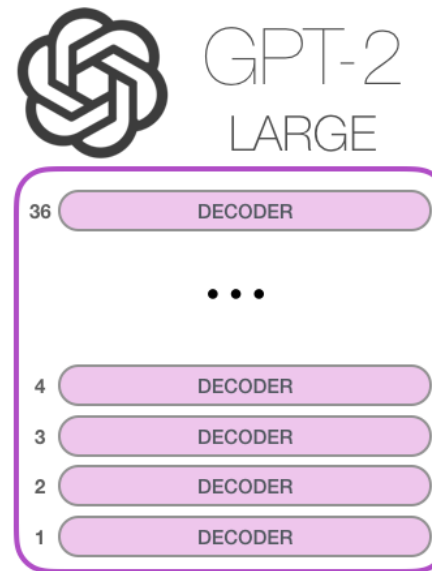 GPT-2
LARGE
36 DECODER
• • •
4 DECODER
3 DECODER
2 DECODER
1 DECODER